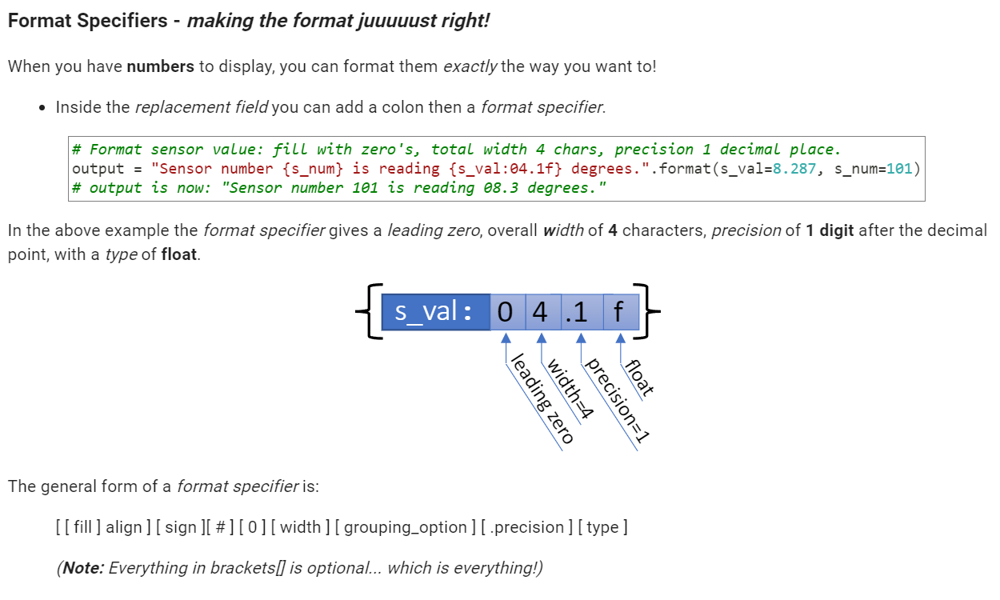 Format Specifiers - making the format juuuuust right!
When you have numbers to display, you can format them exactly the way you want to!
• Inside the replacement field you can add a colon then a format specifier.
# Format sensor value: fill with zero's, total width 4 chars, precision 1 decimal place.
output = "Sensor number {s_num} is reading {s_val:04.1f} degrees.".format(s_val=8.287, s_num=101)
# output is now: "Sensor number 101 is reading 08.3 degrees."
In the above example the format specifier gives a leading zero, overall width of 4 characters, precision of 1 digit after the decimal
point, with a type of float.
{ s_val: 0 4 .1 f }
leading zero
width=4
precision=1
float
The general form of a format specifier is:
[ [ fill ] align ] [ sign ][ # ] [ 0 ] [ width ] [ grouping_option ] [ .precision ] [ type ]
(Note: Everything in brackets[] is optional... which is everything!)